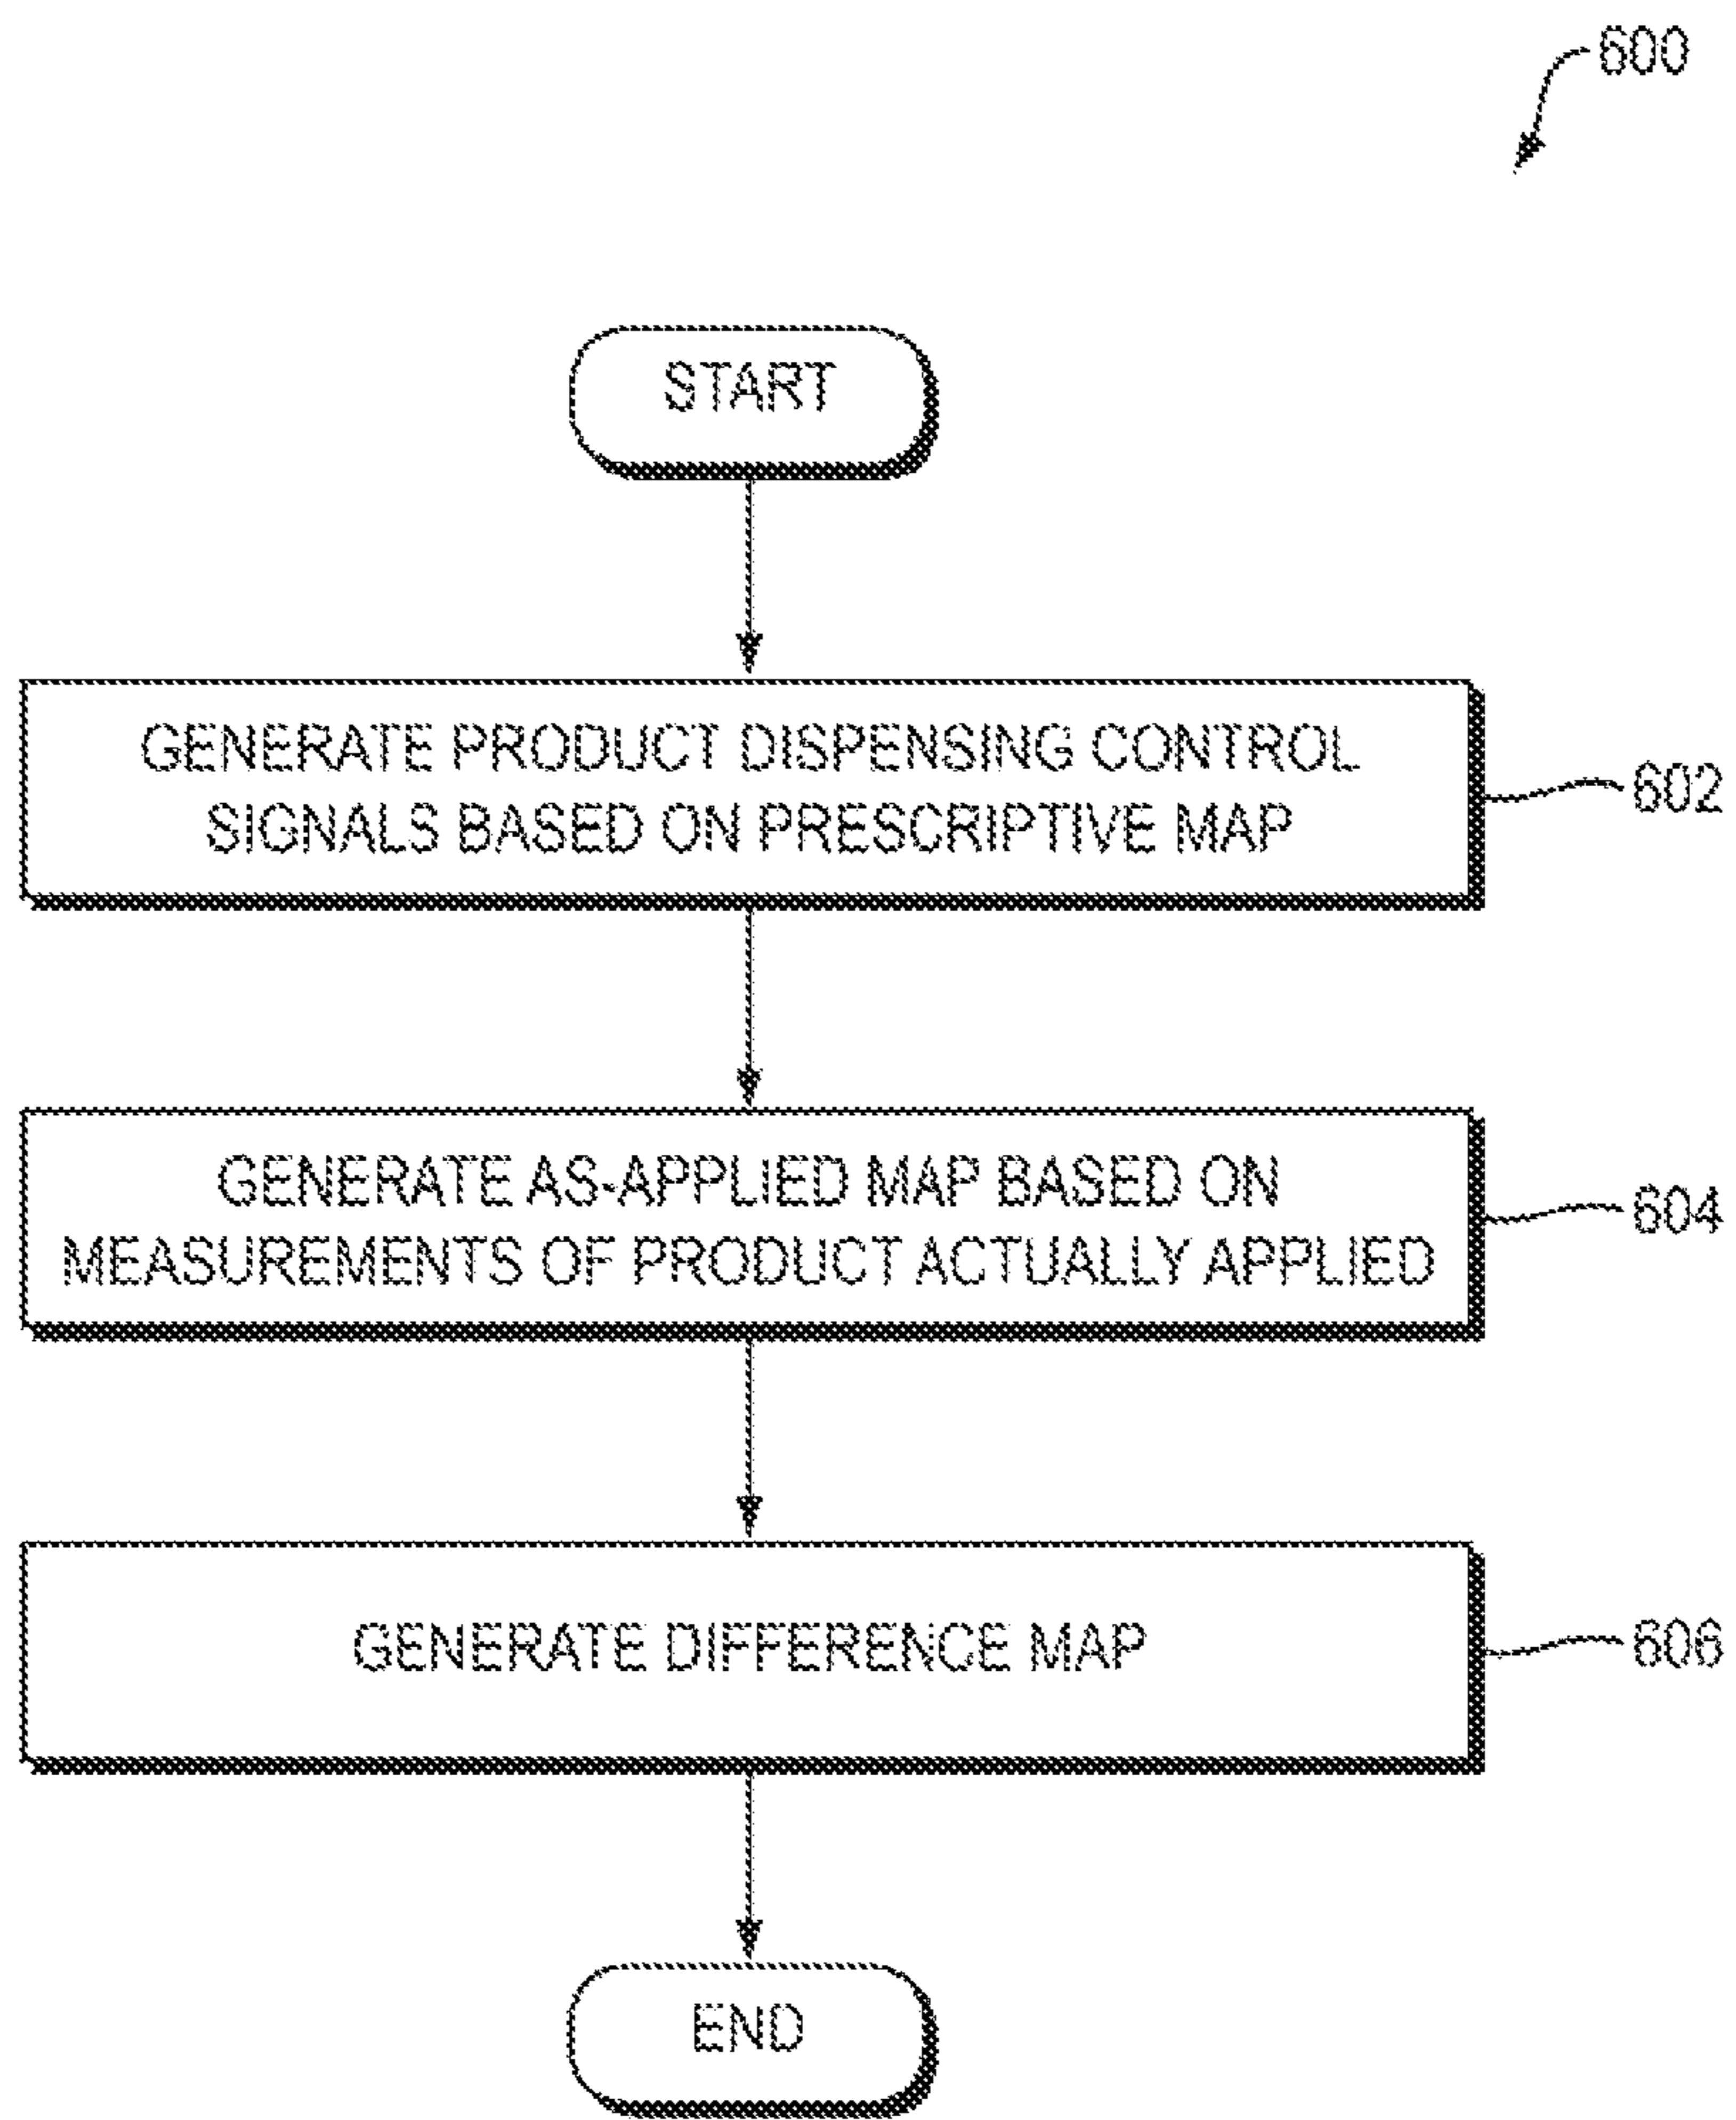 600
START
GENERATE PRODUCT DISPENSING CONTROL
SIGNALS BASED ON PRESCRIPTIVE MAP
602
GENERATE AS-APPLIED MAP BASED ON
MEASUREMENTS OF PRODUCT ACTUALLY APPLIED
604
GENERATE DIFFERENCE MAP
606
END